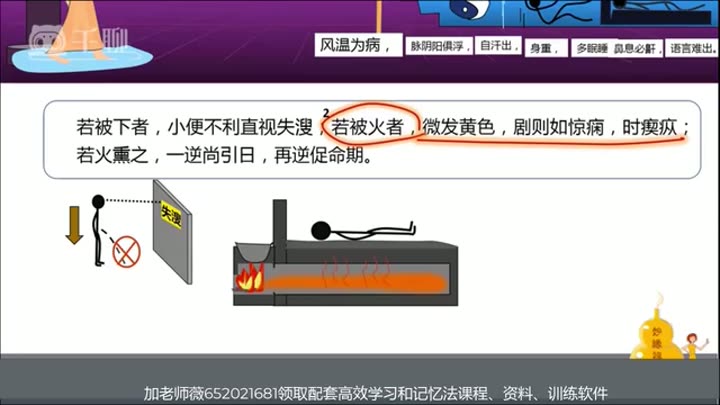 千聊
风温为病，
脉阴阳俱浮，
自汗出，
身重，
多眠睡
鼻息必鼾，
语言难出。
2
若被下者，小便不利直视失溲，若被火者，微发黄色，剧则如惊痫，时瘈疭；
若火熏之，一逆尚引日，再逆促命期。
失溲
加老师薇652021681领取配套高效学习和记忆法课程、资料、训练软件